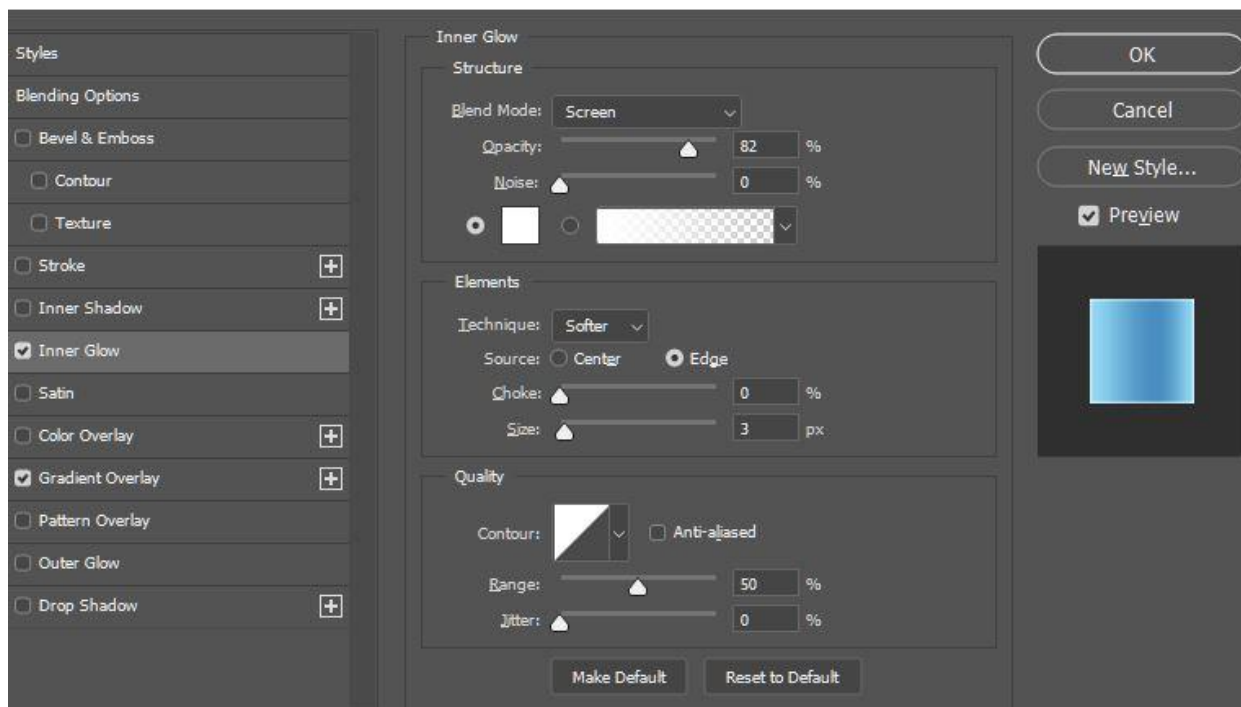 Styles
Blending Options
Bevel & Emboss
Contour
Texture
Stroke
Inner Shadow
Inner Glow
Satin
Color Overlay
Gradient Overlay
Pattern Overlay
Outer Glow
Drop Shadow
Inner Glow
Structure
Blend Mode: Screen
Opacity: 82 %
Noise: 0 %
Elements
Technique: Softer
Source: Center Edge
Choke: 0 %
Size: 3 px
Quality
Contour: Anti-aliased
Range: 50 %
Jitter: 0 %
Make Default Reset to Default
OK
Cancel
New Style...
Preview